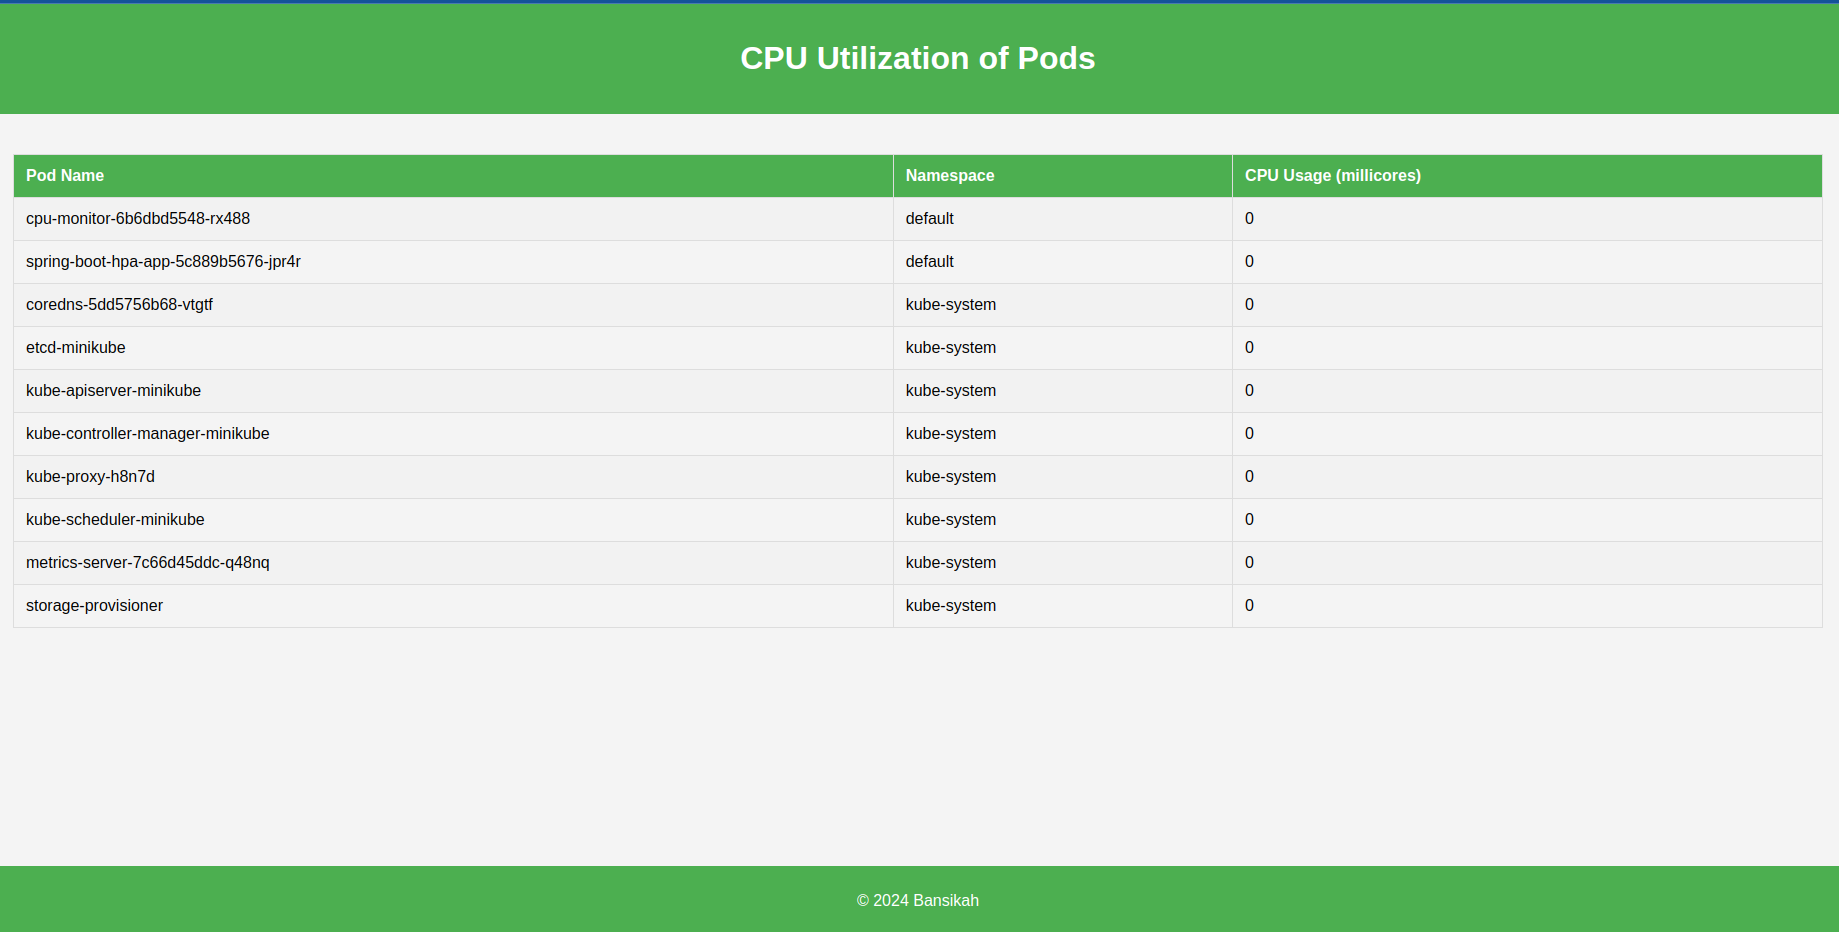 CPU Utilization of Pods
Pod Name Namespace CPU Usage (millicores)
cpu-monitor-6b6dbd5548-rx488 default 0
spring-boot-hpa-app-5c889b5676-jpr4r default 0
coredns-5dd5756b68-vtgtf kube-system 0
etcd-minikube kube-system 0
kube-apiserver-minikube kube-system 0
kube-controller-manager-minikube kube-system 0
kube-proxy-h8n7d kube-system 0
kube-scheduler-minikube kube-system 0
metrics-server-7c66d45ddc-q48nq kube-system 0
storage-provisioner kube-system 0
© 2024 Bansikah